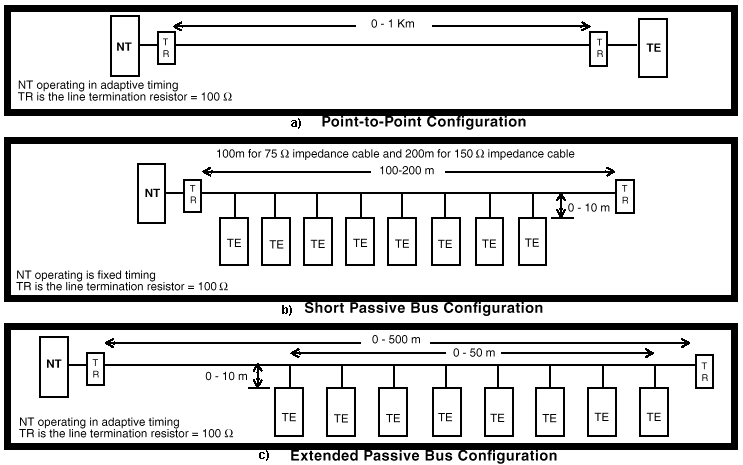 0 - 1 Km
NT
T
R
T
R
TE
NT operating in adaptive timing
TR is the line termination resistor = 100 Ω
a) Point-to-Point Configuration
100m for 75 Ω impedance cable and 200m for 150 Ω impedance cable
100-200 m
NT
T
R
T
R
0 - 10 m
TE TE TE TE TE TE TE TE
NT operating is fixed timing
TR is the line termination resistor = 100 Ω
b) Short Passive Bus Configuration
0 - 500 m
0 - 50 m
NT
T
R
T
R
0 - 10 m
TE TE TE TE TE TE TE TE
NT operating in adaptive timing
TR is the line termination resistor = 100 Ω
c) Extended Passive Bus Configuration